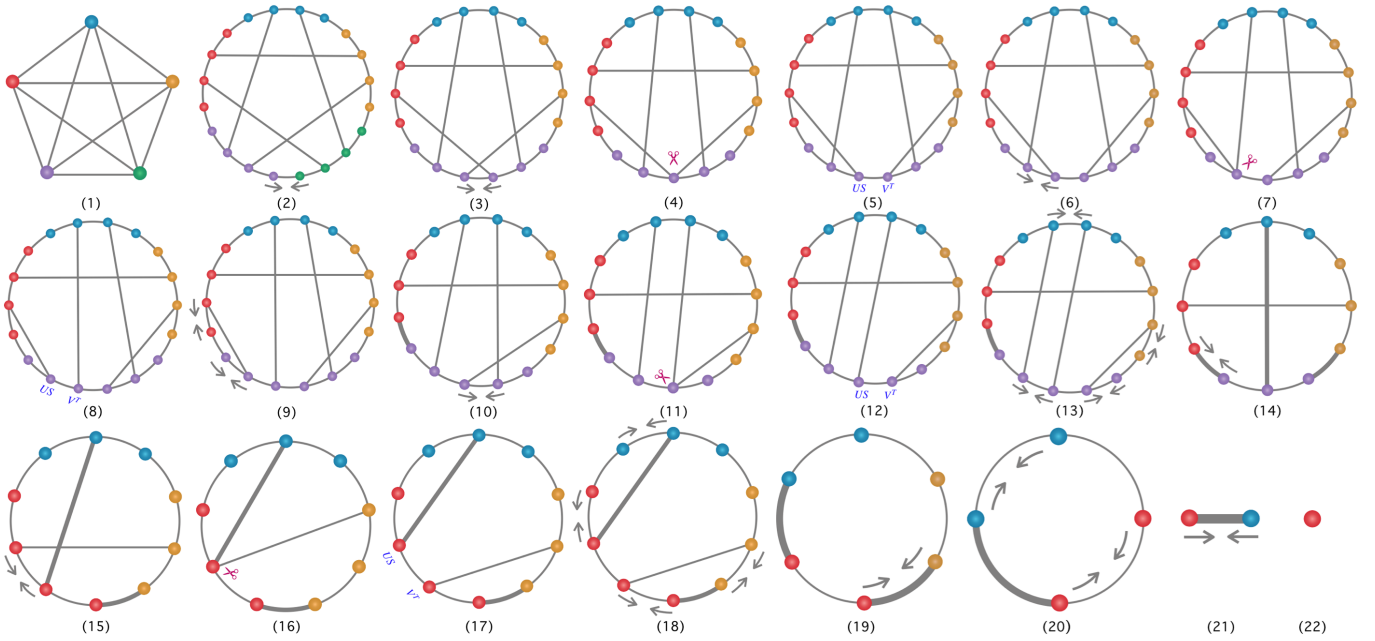 (1) (2) (3) (4) US V^T (5) (6) (7)
US V^T (8) (9) (10) (11) US V^T (12) (13) (14)
US V^T
(15) (16) (17) (18) (19) (20) (21) (22)